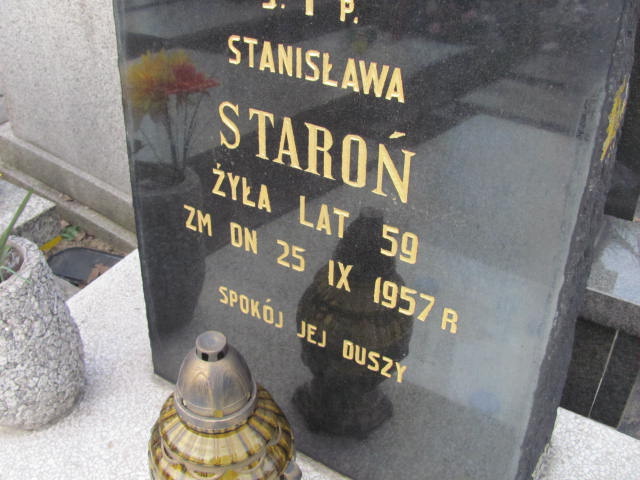 Ś. † P.
STANISŁAWA
STAROŃ
ŻYŁA LAT 59
ZM DN 25 IX 1957 R
SPOKÓJ JEJ DUSZY